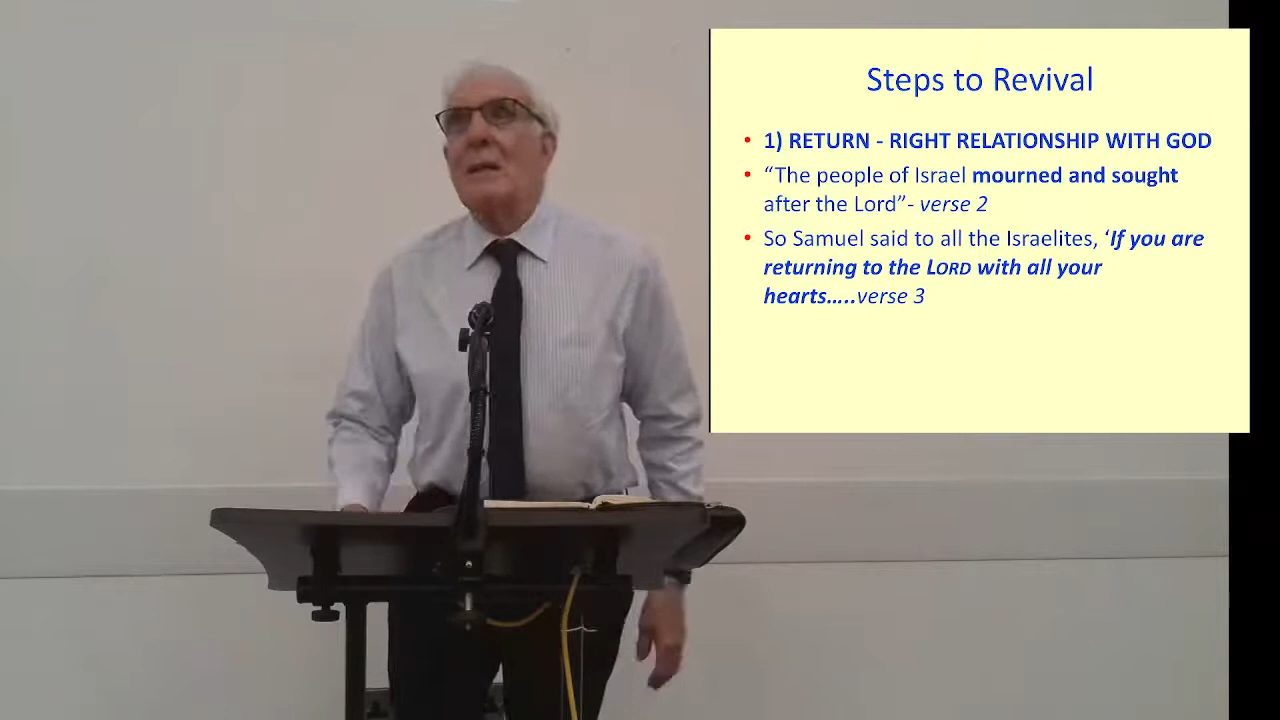 Steps to Revival
• 1) RETURN - RIGHT RELATIONSHIP WITH GOD
• “The people of Israel mourned and sought
after the Lord”- verse 2
• So Samuel said to all the Israelites, ‘If you are
returning to the LORD with all your
hearts…..verse 3